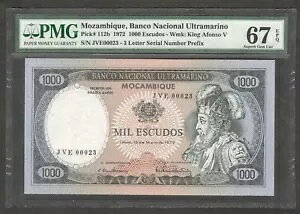 PMG
PAPER MONEY GUARANTY
Mozambique, Banco Nacional Ultramarino
Pick# 112b 1972 1000 Escudos - Wmk: King Afonso V
S/N JVE00023 - 3 Letter Serial Number Prefix
67 EPQ
Superb Gem Unc
1000
BANCO NACIONAL ULTRAMARINO
1000
MOÇAMBIQUE
JVE 00023
MIL ESCUDOS
JVE 00023
1000
1000